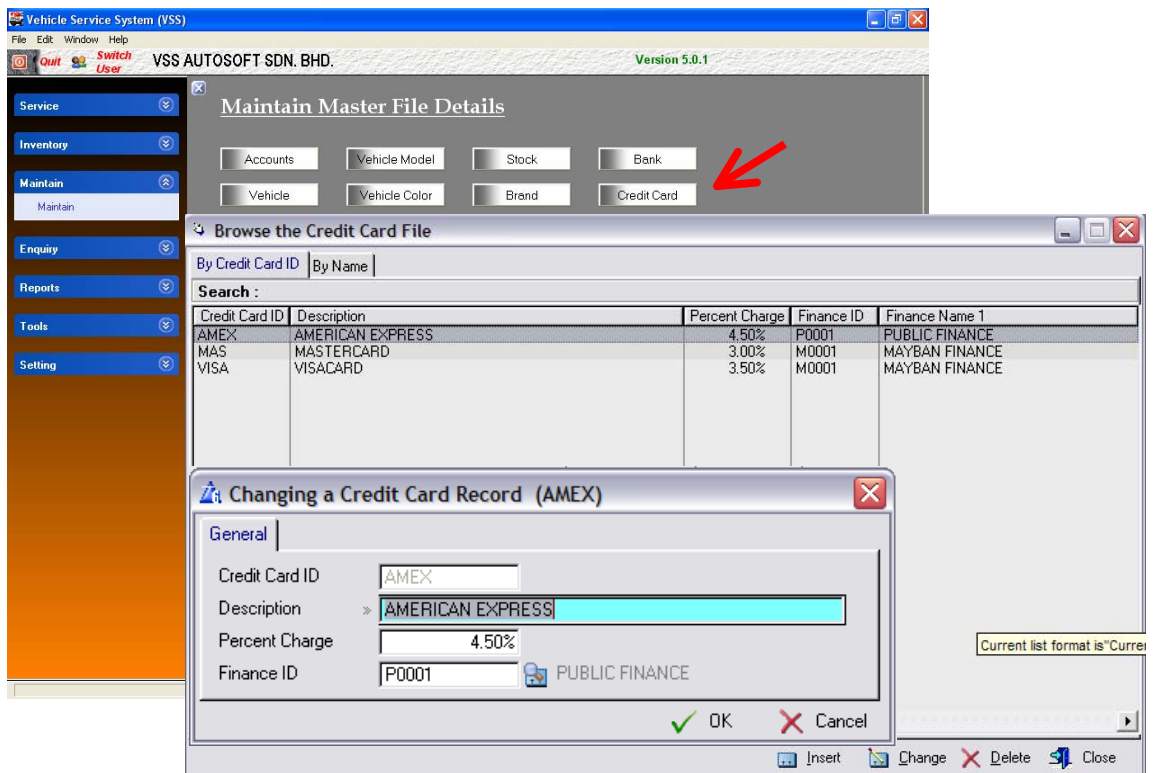 Vehicle Service System (VSS)
File Edit Window Help
Quit Switch User VSS AUTOSOFT SDN. BHD. Version 5.0.1
Maintain Master File Details
Service
Inventory
Maintain
Maintain
Enquiry
Reports
Tools
Setting
Accounts Vehicle Model Stock Bank
Vehicle Vehicle Color Brand Credit Card
Browse the Credit Card File
By Credit Card ID By Name
Search :
Credit Card ID Description Percent Charge Finance ID Finance Name 1
AMEX AMERICAN EXPRESS 4.50% P0001 PUBLIC FINANCE
MAS MASTERCARD 3.00% M0001 MAYBAN FINANCE
VISA VISACARD 3.50% M0001 MAYBAN FINANCE
Changing a Credit Card Record (AMEX)
General
Credit Card ID AMEX
Description » AMERICAN EXPRESS
Percent Charge 4.50%
Finance ID P0001 PUBLIC FINANCE
OK Cancel
Current list format is"Curre
Insert Change Delete Close